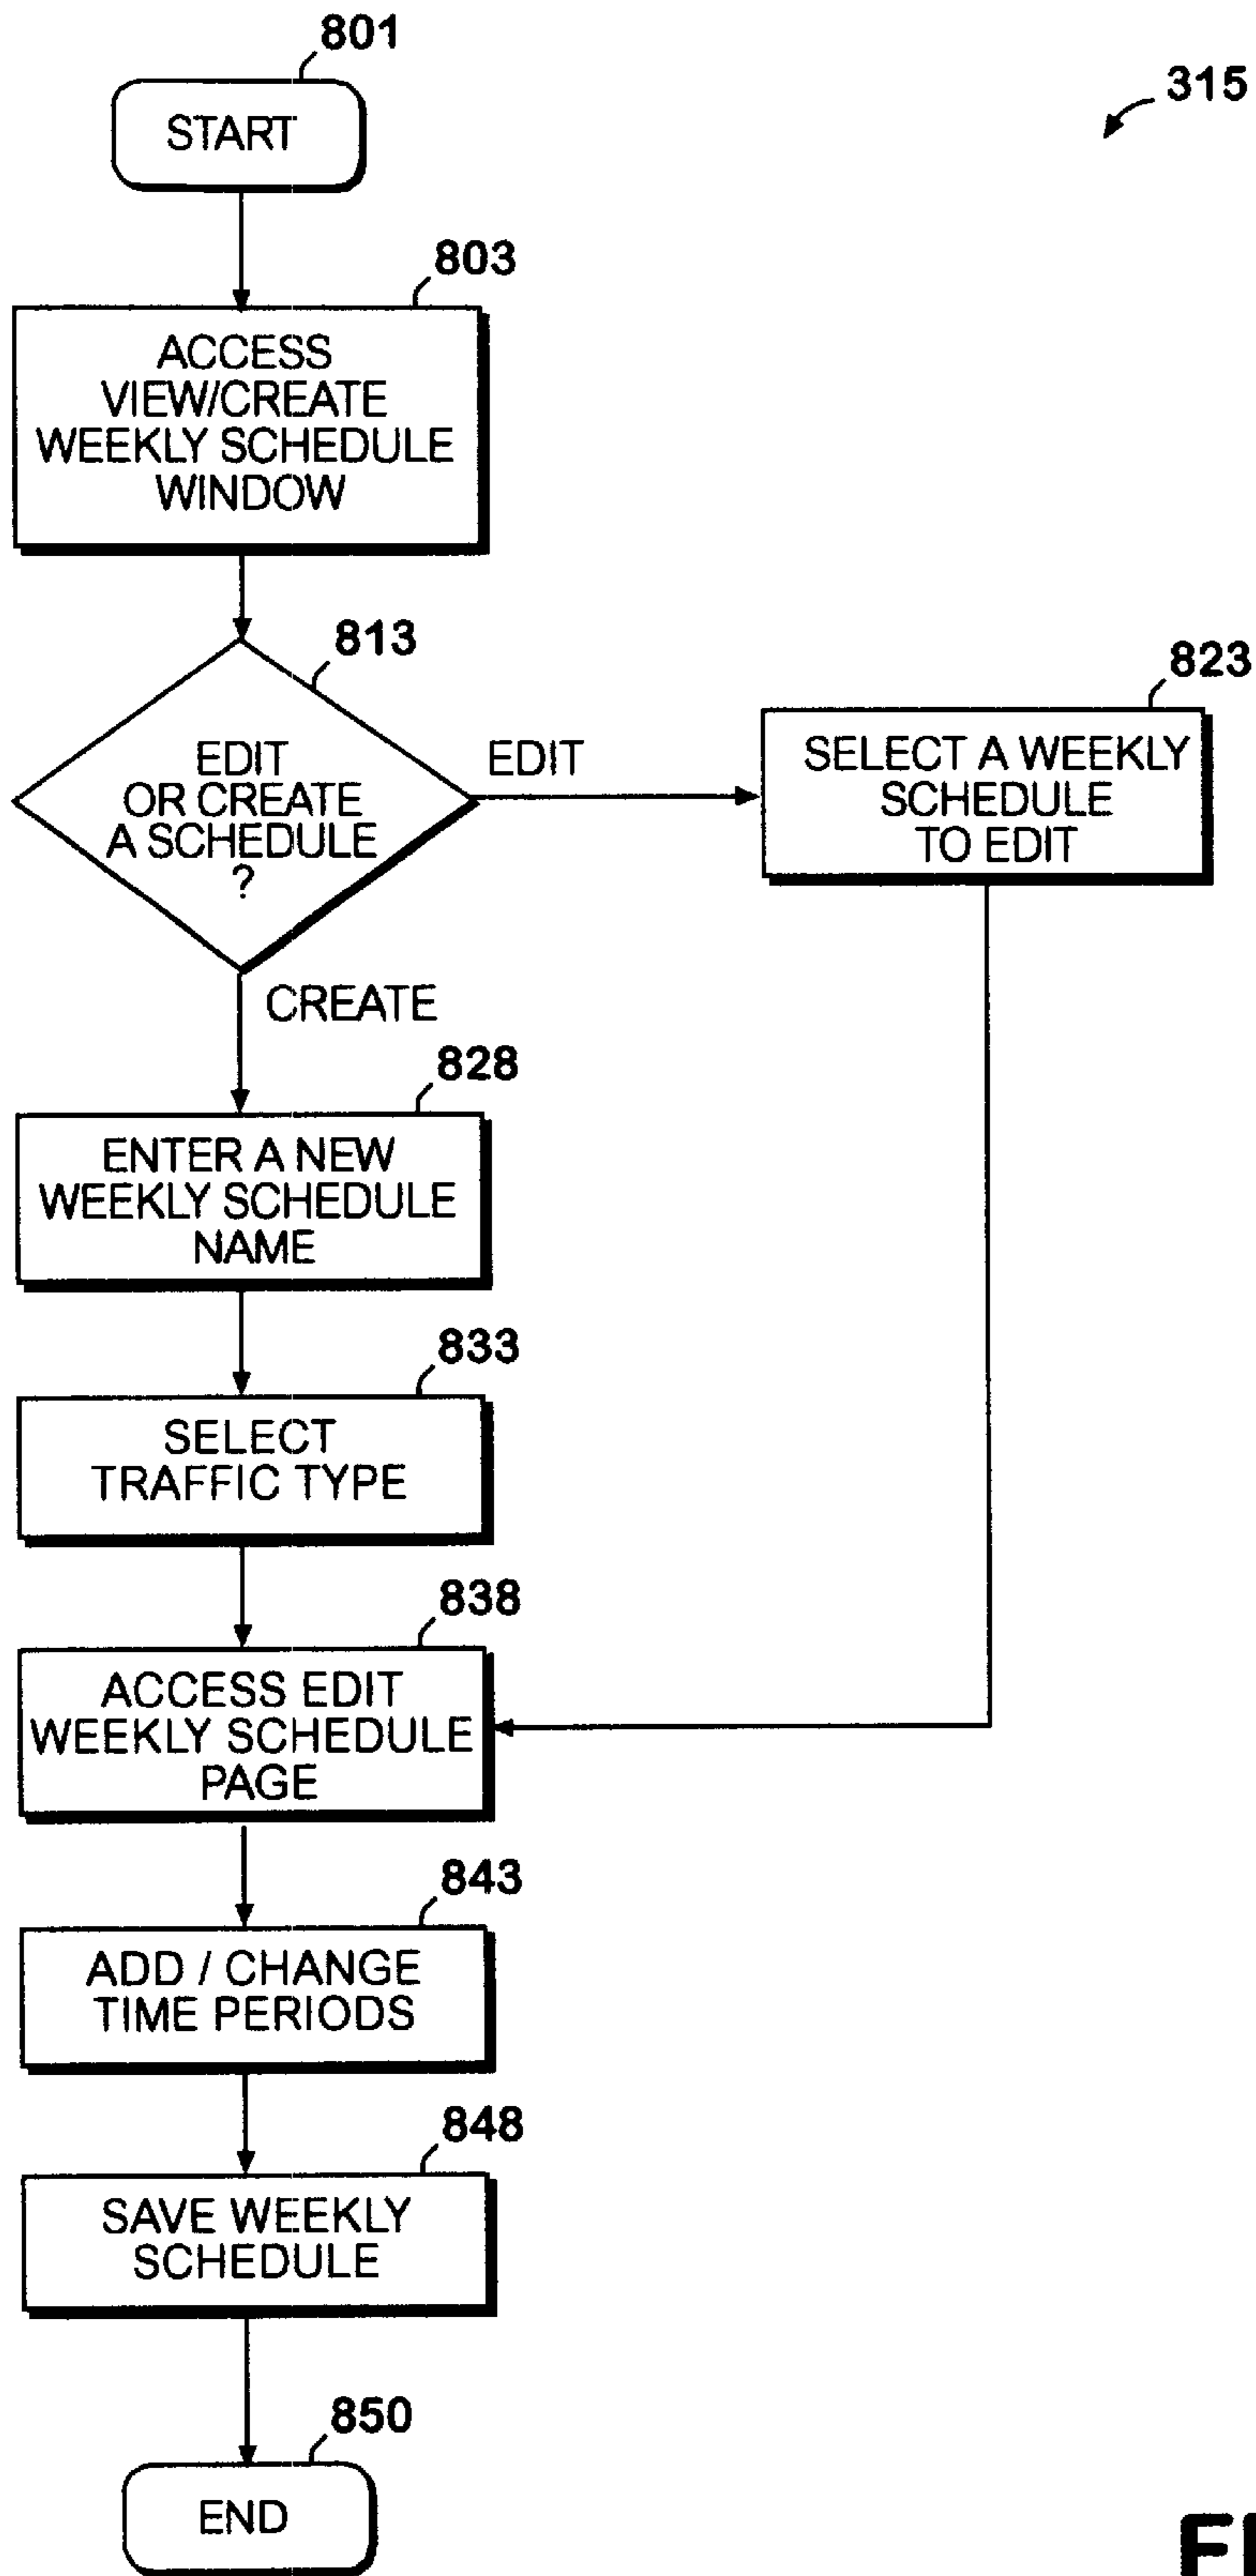 801
START
315
803
ACCESS
VIEW/CREATE
WEEKLY SCHEDULE
WINDOW
813
EDIT
OR CREATE
A SCHEDULE
?
EDIT
823
SELECT A WEEKLY
SCHEDULE
TO EDIT
CREATE
828
ENTER A NEW
WEEKLY SCHEDULE
NAME
833
SELECT
TRAFFIC TYPE
838
ACCESS EDIT
WEEKLY SCHEDULE
PAGE
843
ADD / CHANGE
TIME PERIODS
848
SAVE WEEKLY
SCHEDULE
850
END